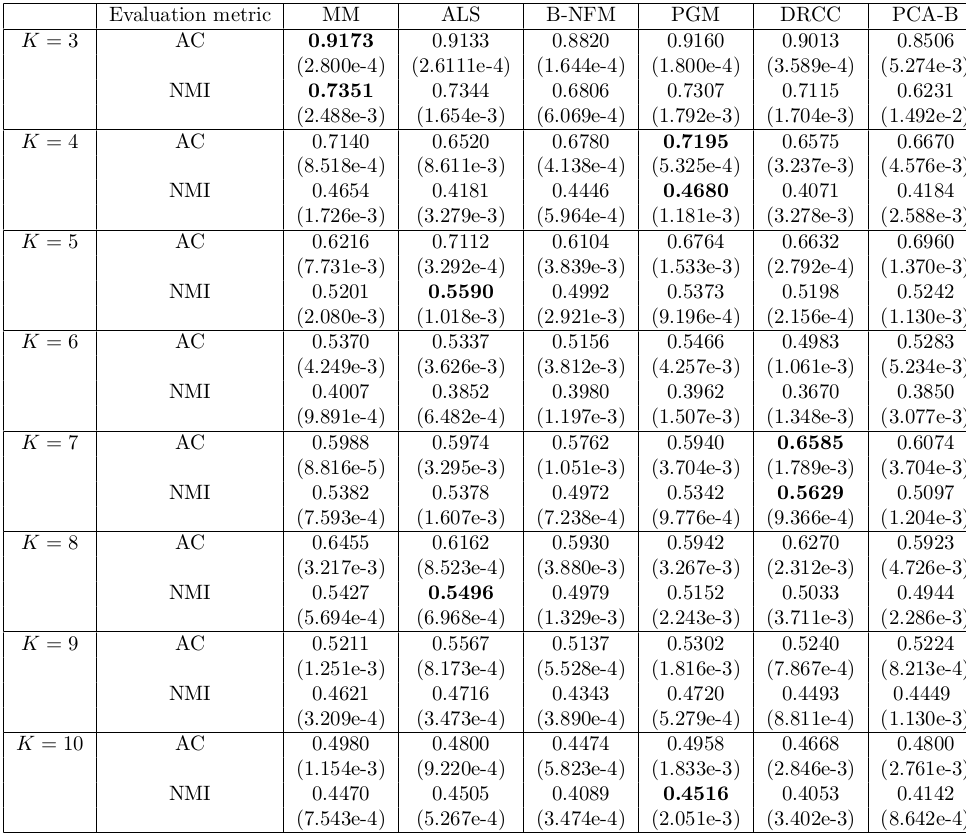 Evaluation metric MM ALS B-NFM PGM DRCC PCA-B
K = 3 AC 0.9173 0.9133 0.8820 0.9160 0.9013 0.8506
(2.800e-4) (2.6111e-4) (1.644e-4) (1.800e-4) (3.589e-4) (5.274e-3)
NMI 0.7351 0.7344 0.6806 0.7307 0.7115 0.6231
(2.488e-3) (1.654e-3) (6.069e-4) (1.792e-3) (1.704e-3) (1.492e-2)
K = 4 AC 0.7140 0.6520 0.6780 0.7195 0.6575 0.6670
(8.518e-4) (8.611e-3) (4.138e-4) (5.325e-4) (3.237e-3) (4.576e-3)
NMI 0.4654 0.4181 0.4446 0.4680 0.4071 0.4184
(1.726e-3) (3.279e-3) (5.964e-4) (1.181e-3) (3.278e-3) (2.588e-3)
K = 5 AC 0.6216 0.7112 0.6104 0.6764 0.6632 0.6960
(7.731e-3) (3.292e-4) (3.839e-3) (1.533e-3) (2.792e-4) (1.370e-3)
NMI 0.5201 0.5590 0.4992 0.5373 0.5198 0.5242
(2.080e-3) (1.018e-3) (2.921e-3) (9.196e-4) (2.156e-4) (1.130e-3)
K = 6 AC 0.5370 0.5337 0.5156 0.5466 0.4983 0.5283
(4.249e-3) (3.626e-3) (3.812e-3) (4.257e-3) (1.061e-3) (5.234e-3)
NMI 0.4007 0.3852 0.3980 0.3962 0.3670 0.3850
(9.891e-4) (6.482e-4) (1.197e-3) (1.507e-3) (1.348e-3) (3.077e-3)
K = 7 AC 0.5988 0.5974 0.5762 0.5940 0.6585 0.6074
(8.816e-5) (3.295e-3) (1.051e-3) (3.704e-3) (1.789e-3) (3.704e-3)
NMI 0.5382 0.5378 0.4972 0.5342 0.5629 0.5097
(7.593e-4) (1.607e-3) (7.238e-4) (9.776e-4) (9.366e-4) (1.204e-3)
K = 8 AC 0.6455 0.6162 0.5930 0.5942 0.6270 0.5923
(3.217e-3) (8.523e-4) (3.880e-3) (3.267e-3) (2.312e-3) (4.726e-3)
NMI 0.5427 0.5496 0.4979 0.5152 0.5033 0.4944
(5.694e-4) (6.968e-4) (1.329e-3) (2.243e-3) (3.711e-3) (2.286e-3)
K = 9 AC 0.5211 0.5567 0.5137 0.5302 0.5240 0.5224
(1.251e-3) (8.173e-4) (5.528e-4) (1.816e-3) (7.867e-4) (8.213e-4)
NMI 0.4621 0.4716 0.4343 0.4720 0.4493 0.4449
(3.209e-4) (3.473e-4) (3.890e-4) (5.279e-4) (8.811e-4) (1.130e-3)
K = 10 AC 0.4980 0.4800 0.4474 0.4958 0.4668 0.4800
(1.154e-3) (9.220e-4) (5.823e-4) (1.833e-3) (2.846e-3) (2.761e-3)
NMI 0.4470 0.4505 0.4089 0.4516 0.4053 0.4142
(7.543e-4) (5.267e-4) (3.474e-4) (2.051e-3) (3.402e-3) (8.642e-4)